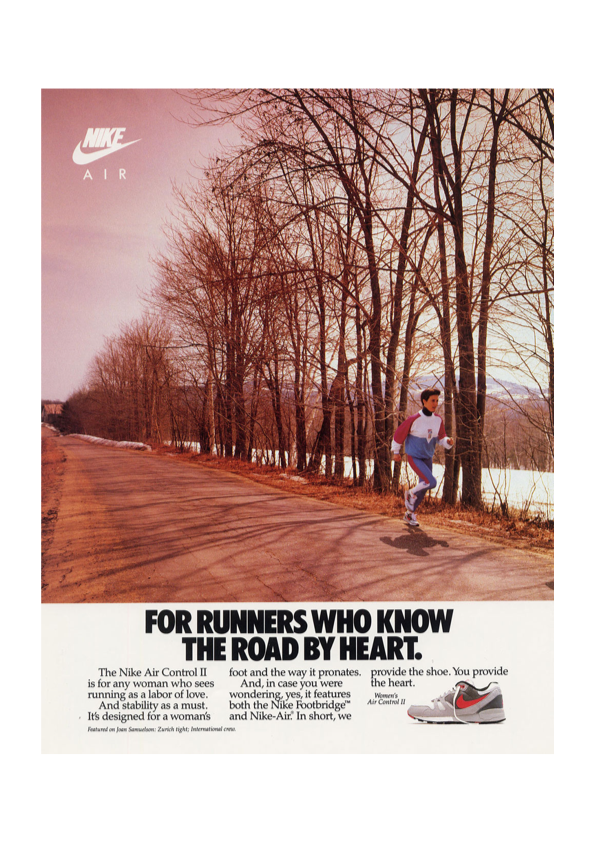 NIKE
AIR
FOR RUNNERS WHO KNOW
THE ROAD BY HEART.
The Nike Air Control II
is for any woman who sees
running as a labor of love.
And stability as a must.
It's designed for a woman's
foot and the way it pronates.
And, in case you were
wondering, yes, it features
both the Nike Footbridge™
and Nike-Air.® In short, we
provide the shoe. You provide
the heart.
Women's
Air Control II
Featured on Joan Samuelson: Zurich tight; International crew.